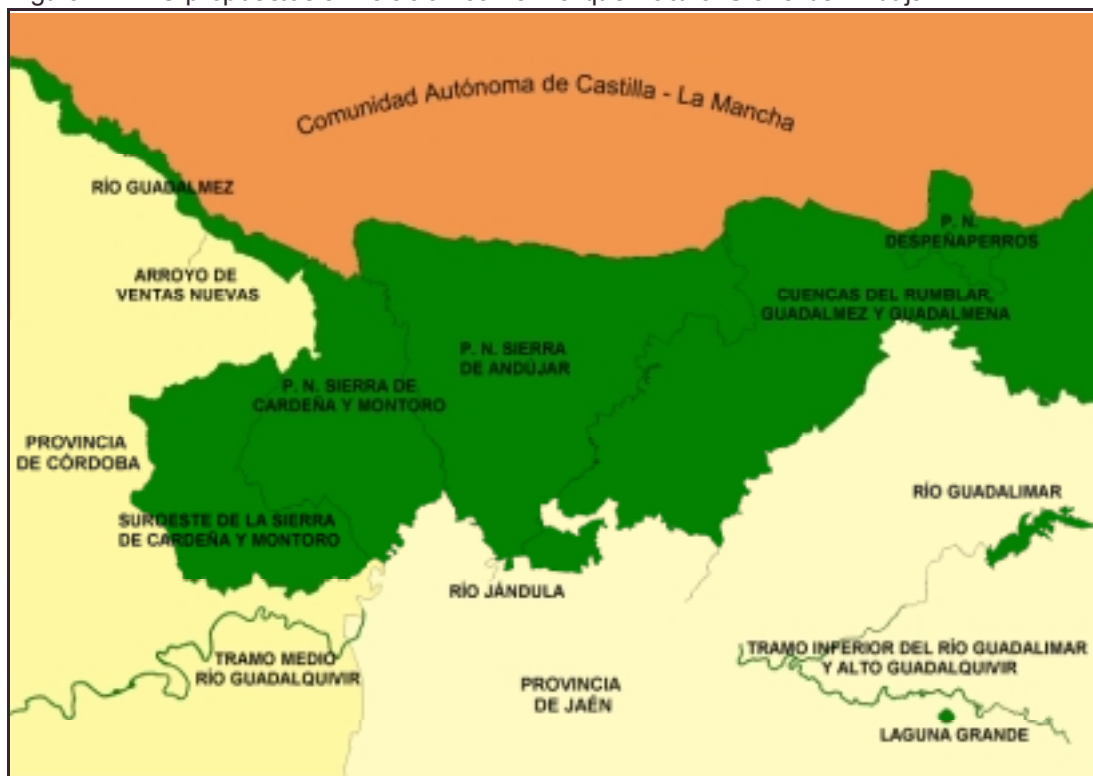 Comunidad Autónoma de Castilla - La Mancha
RÍO GUADALMEZ
P. N.
DESPEÑAPERROS
ARROYO DE
VENTAS NUEVAS
CUENCAS DEL RUMBLAR,
GUADALMEZ Y GUADALMENA
P. N. SIERRA
DE ANDÚJAR
P. N. SIERRA DE
CARDEÑA Y MONTORO
PROVINCIA
DE CÓRDOBA
RÍO GUADALIMAR
SUROESTE DE LA SIERRA
DE CARDEÑA Y MONTORO
RÍO JÁNDULA
TRAMO MEDIO
RÍO GUADALQUIVIR
TRAMO INFERIOR DEL RÍO GUADALIMAR
Y ALTO GUADALQUIVIR
PROVINCIA
DE JAÉN
LAGUNA GRANDE